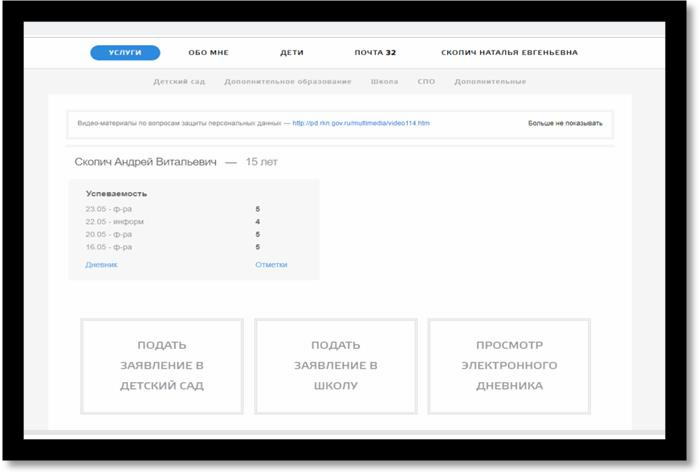 УСЛУГИ ОБО МНЕ ДЕТИ ПОЧТА 32 СКОПИЧ НАТАЛЬЯ ЕВГЕНЬЕВНА
Детский сад Дополнительное образование Школа СПО Дополнительные
Видео-материалы по вопросам защиты персональных данных — http://pd.rkn.gov.ru/multimedia/video114.htm Больше не показывать
Скопич Андрей Витальевич — 15 лет
Успеваемость
23.05 - ф-ра 5
22.05 - информ 4
20.05 - ф-ра 5
16.05 - ф-ра 5
Дневник Отметки
ПОДАТЬ
ЗАЯВЛЕНИЕ В
ДЕТСКИЙ САД
ПОДАТЬ
ЗАЯВЛЕНИЕ В
ШКОЛУ
ПРОСМОТР
ЭЛЕКТРОННОГО
ДНЕВНИКА